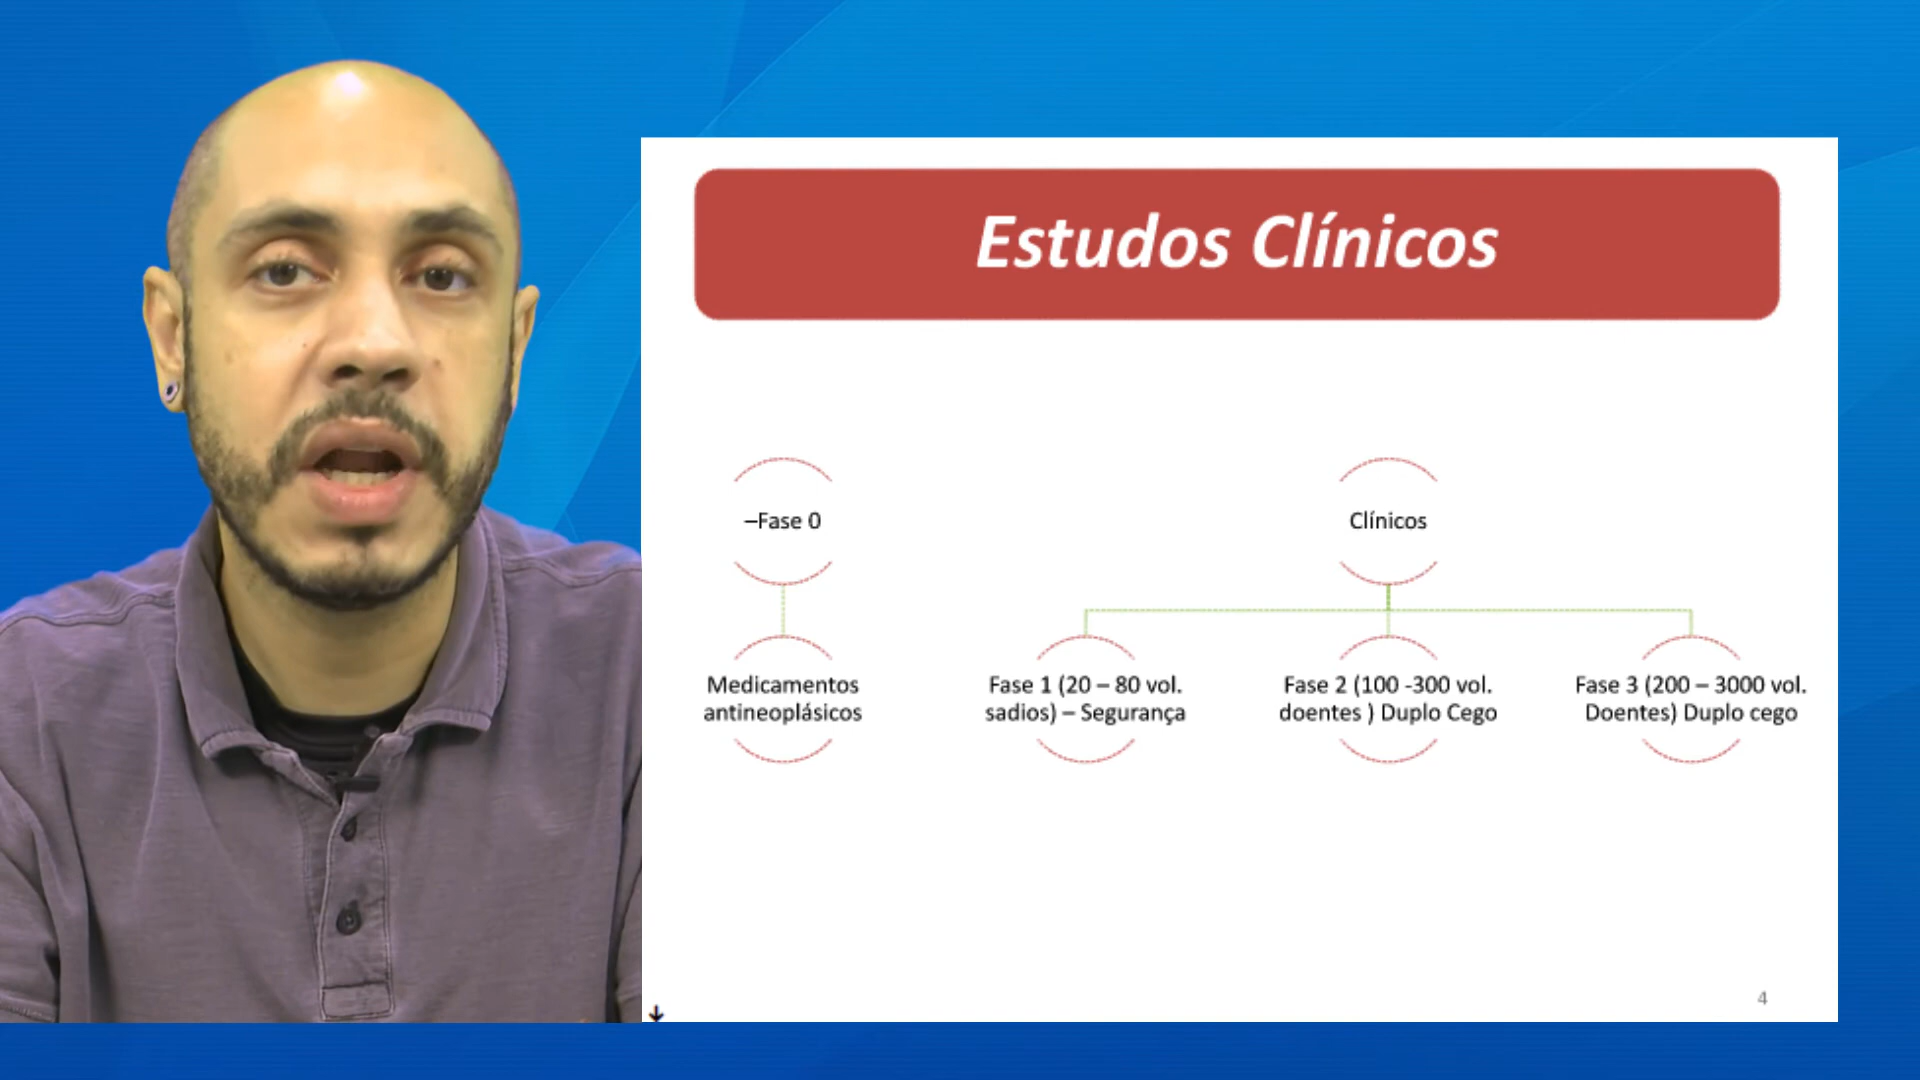 Estudos Clínicos
–Fase 0
Clínicos
Medicamentos
antineoplásicos
Fase 1 (20 – 80 vol.
sadios) – Segurança
Fase 2 (100 -300 vol.
doentes ) Duplo Cego
Fase 3 (200 – 3000 vol.
Doentes) Duplo cego
4